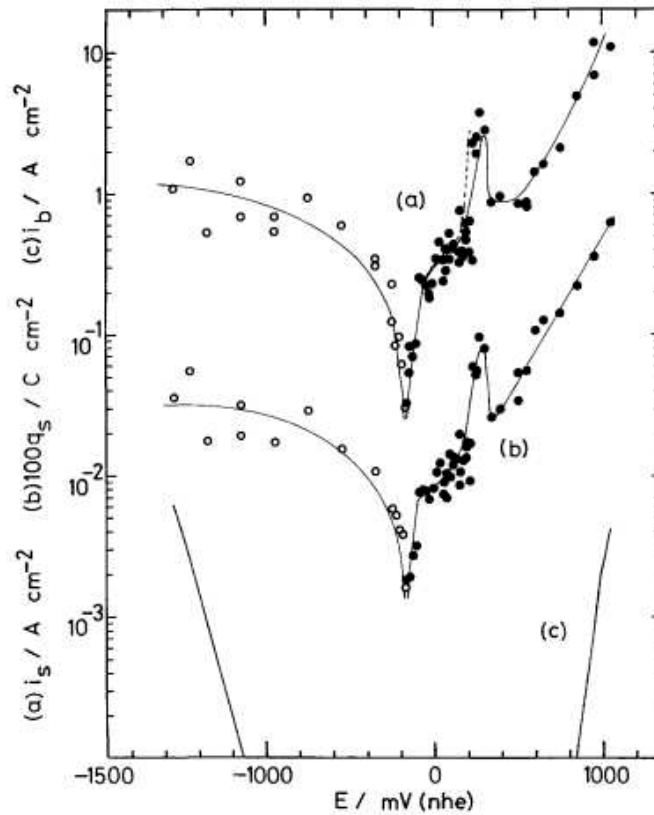 10
1
10⁻¹
10⁻²
10⁻³
(a) i_s / A cm⁻² (b)100q_s / C cm⁻² (c)i_b / A cm⁻²
(a)
(b)
(c)
−1500 −1000 0 1000
E / mV (nhe)